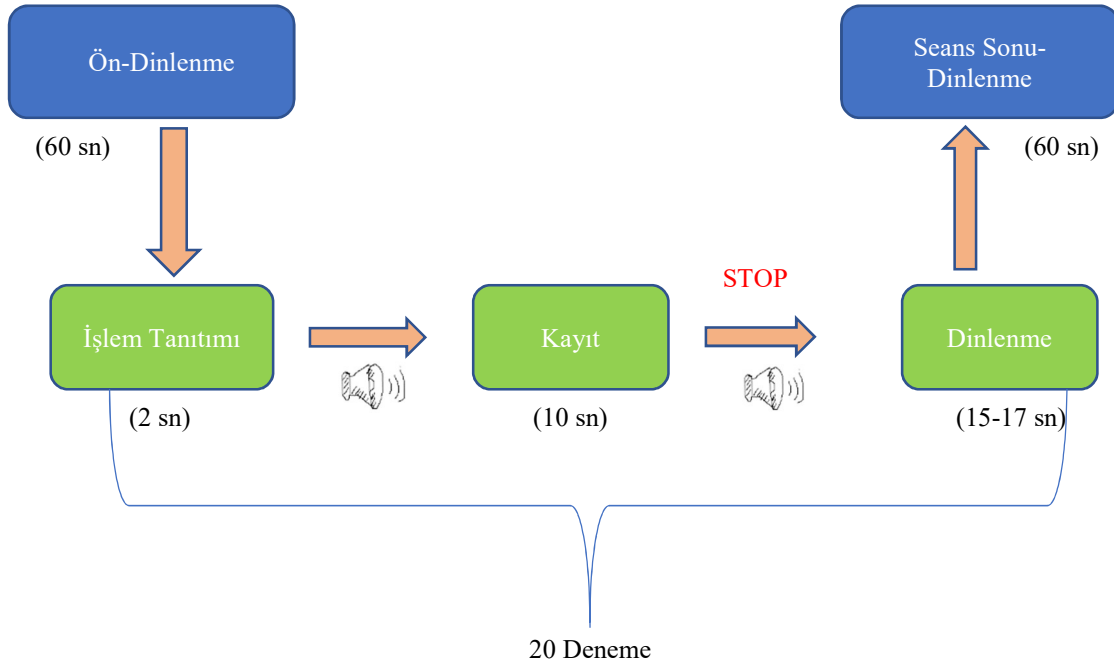 Ön-Dinlenme
(60 sn)
Seans Sonu-
Dinlenme
(60 sn)
İşlem Tanıtımı
(2 sn)
Kayıt
(10 sn)
STOP
Dinlenme
(15-17 sn)
20 Deneme